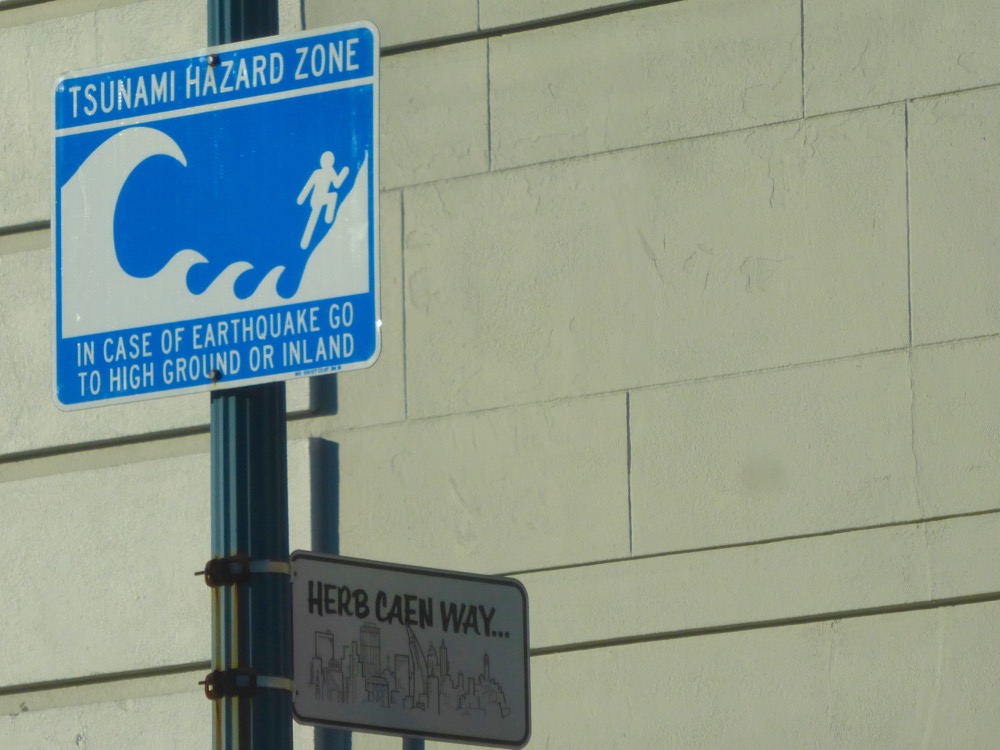 TSUNAMI HAZARD ZONE
IN CASE OF EARTHQUAKE GO
TO HIGH GROUND OR INLAND
HERB CAEN WAY...